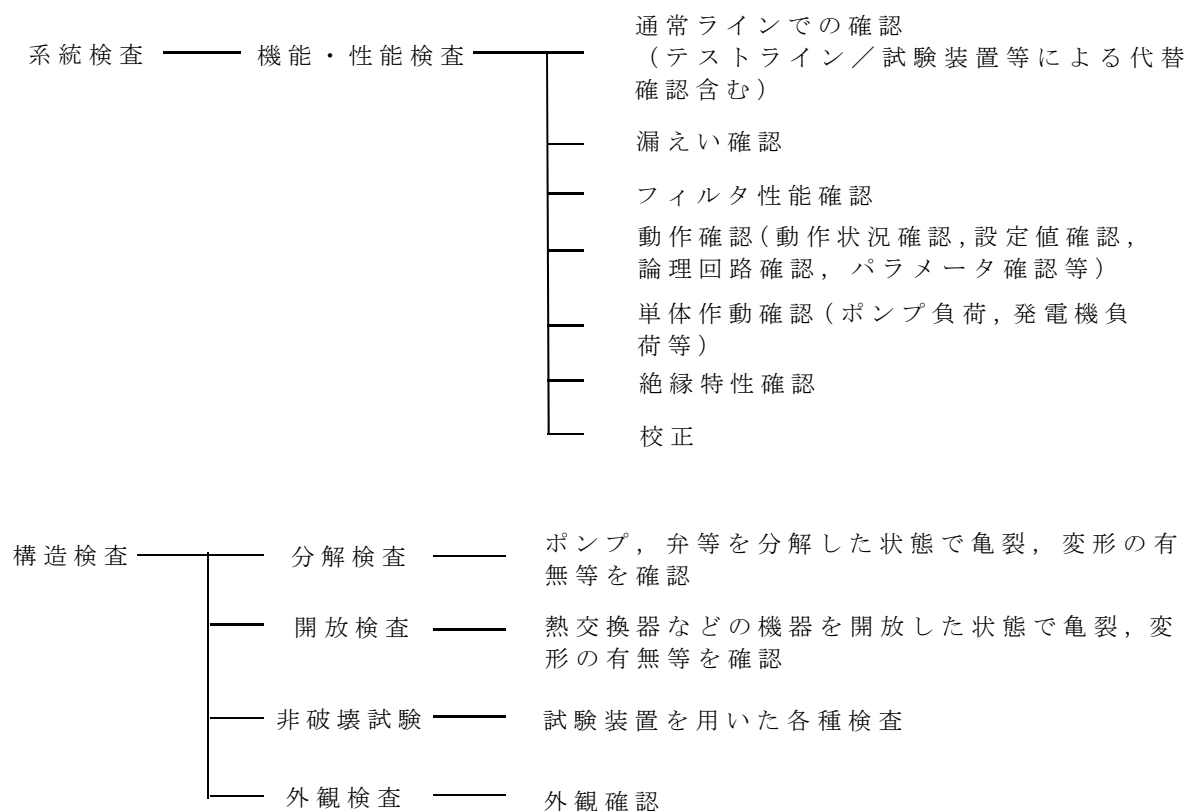 通常ラインでの確認
系統検査 機能・性能検査 (テストライン/試験装置等による代替
確認含む)
漏えい確認
フィルタ性能確認
動作確認(動作状況確認,設定値確認,
論理回路確認, パラメータ確認等)
単体作動確認(ポンプ負荷,発電機負
荷等)
絶縁特性確認
校正
構造検査 分解検査 ポンプ, 弁等を分解した状態で亀裂, 変形の有
無等を確認
開放検査 熱交換器などの機器を開放した状態で亀裂, 変
形の有無等を確認
非破壊試験 試験装置を用いた各種検査
外観検査 外観確認